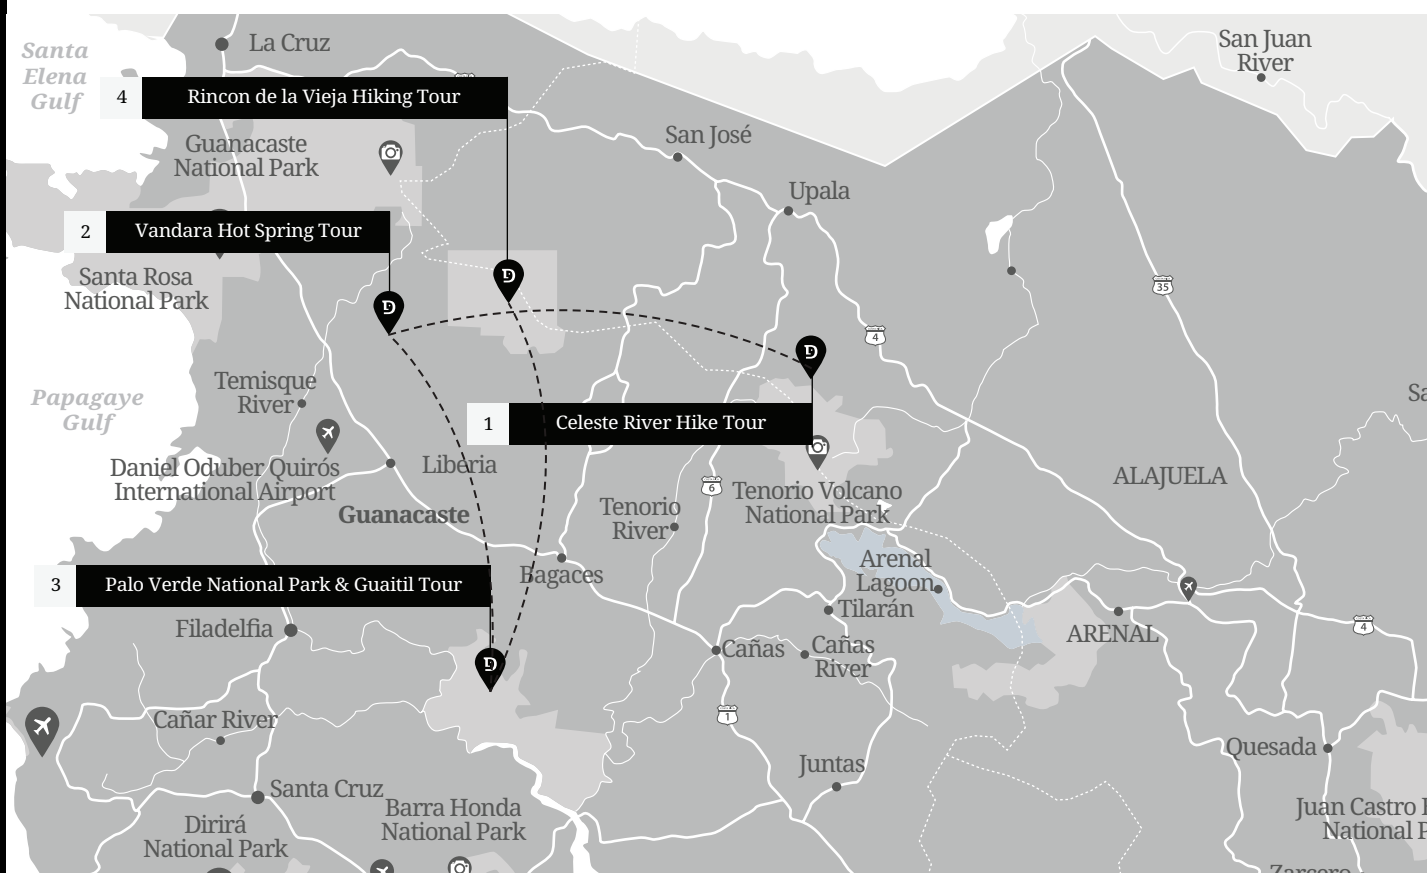 La Cruz
Santa
Elena
Gulf
San Juan
River
4
Rincon de la Vieja Hiking Tour
Guanacaste
National Park
San José
Upala
2
Vandara Hot Spring Tour
D
D
Santa Rosa
National Park
35
4
D
Temisque
River
Papagaye
Gulf
1
Celeste River Hike Tour
Daniel Oduber Quirós
International Airport
Liberia
Guanacaste
6
Tenorio Volcano
National Park
ALAJUELA
Tenorio
River
Arenal
Lagoon
Bagaces
3
Palo Verde National Park & Guaitil Tour
Tilarán
Filadelfia
D
Cañas
Cañas
River
ARENAL
4
1
Cañar River
Quesada
Juntas
Santa Cruz
Barra Honda
National Park
Dirirá
National Park
Juan Castro
National